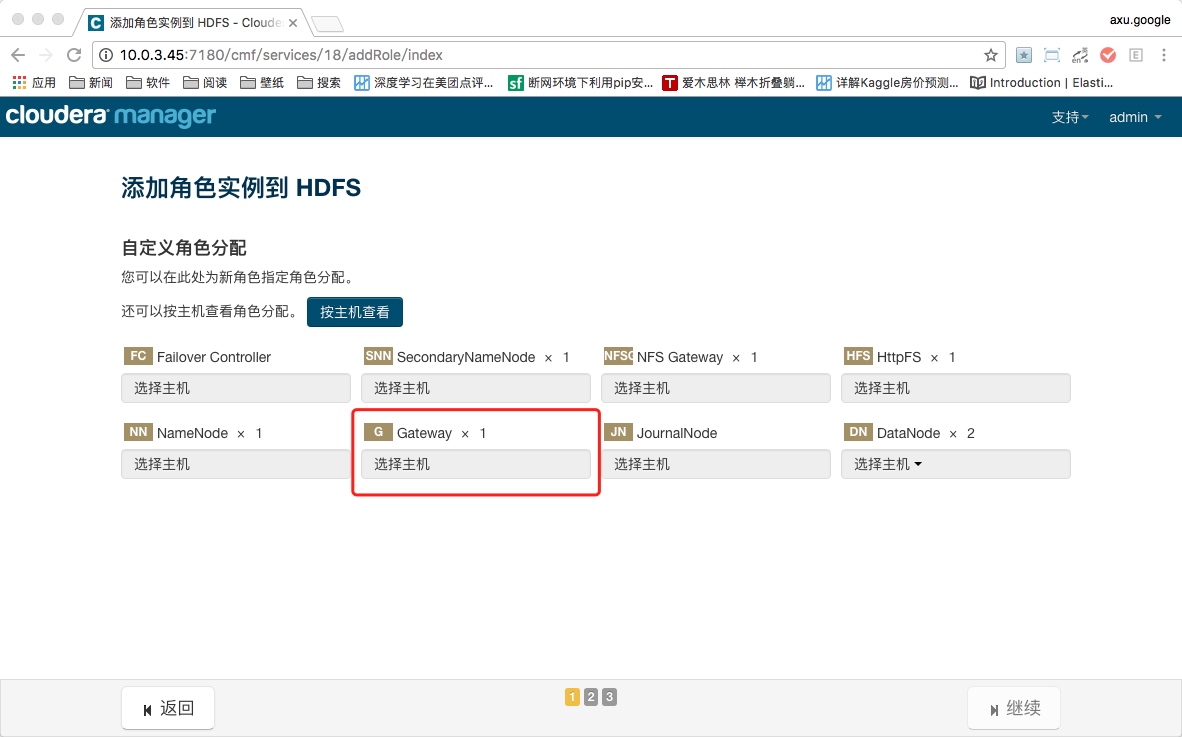 添加角色实例到 HDFS - Cloude
axu.google
10.0.3.45:7180/cmf/services/18/addRole/index
应用 新闻 软件 阅读 壁纸 搜索 深度学习在美团点评... 断网环境下利用pip安... 爱木思林 榉木折叠躺... 详解Kaggle房价预测... Introduction | Elasti...
cloudera manager 支持 admin
添加角色实例到 HDFS
自定义角色分配
您可以在此处为新角色指定角色分配。
还可以按主机查看角色分配。 按主机查看
FC Failover Controller SNN SecondaryNameNode × 1 NFSG NFS Gateway × 1 HFS HttpFS × 1
选择主机 选择主机 选择主机 选择主机
NN NameNode × 1 G Gateway × 1 JN JournalNode DN DataNode × 2
选择主机 选择主机 选择主机 选择主机
返回 1 2 3 继续